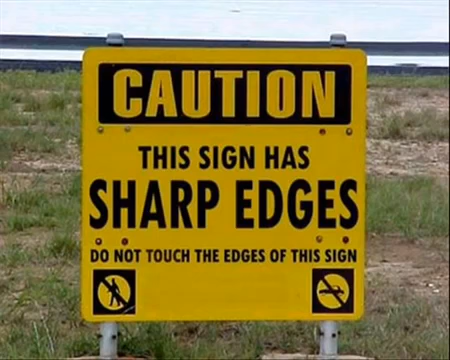 CAUTION
THIS SIGN HAS
SHARP EDGES
DO NOT TOUCH THE EDGES OF THIS SIGN